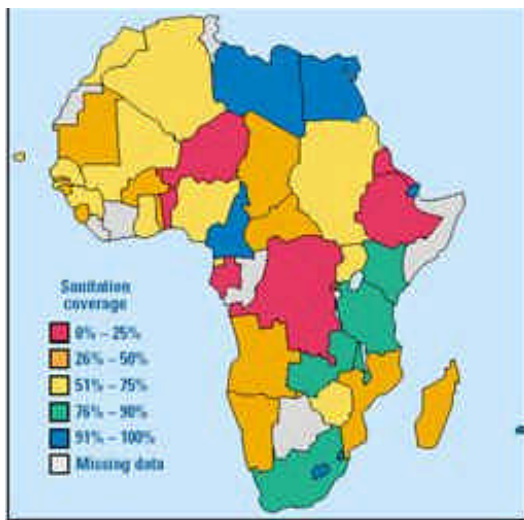 Sanitation
coverage
0% – 25%
26% – 50%
51% – 75%
76% – 90%
91% – 100%
Missing data